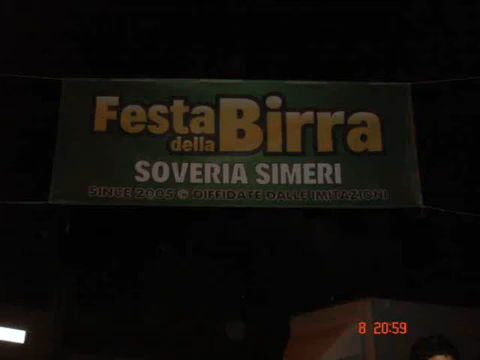 Festa
della Birra
SOVERIA SIMERI
SINCE 2005 DIFFIDATE DALLE IMITAZIONI
8 20:59